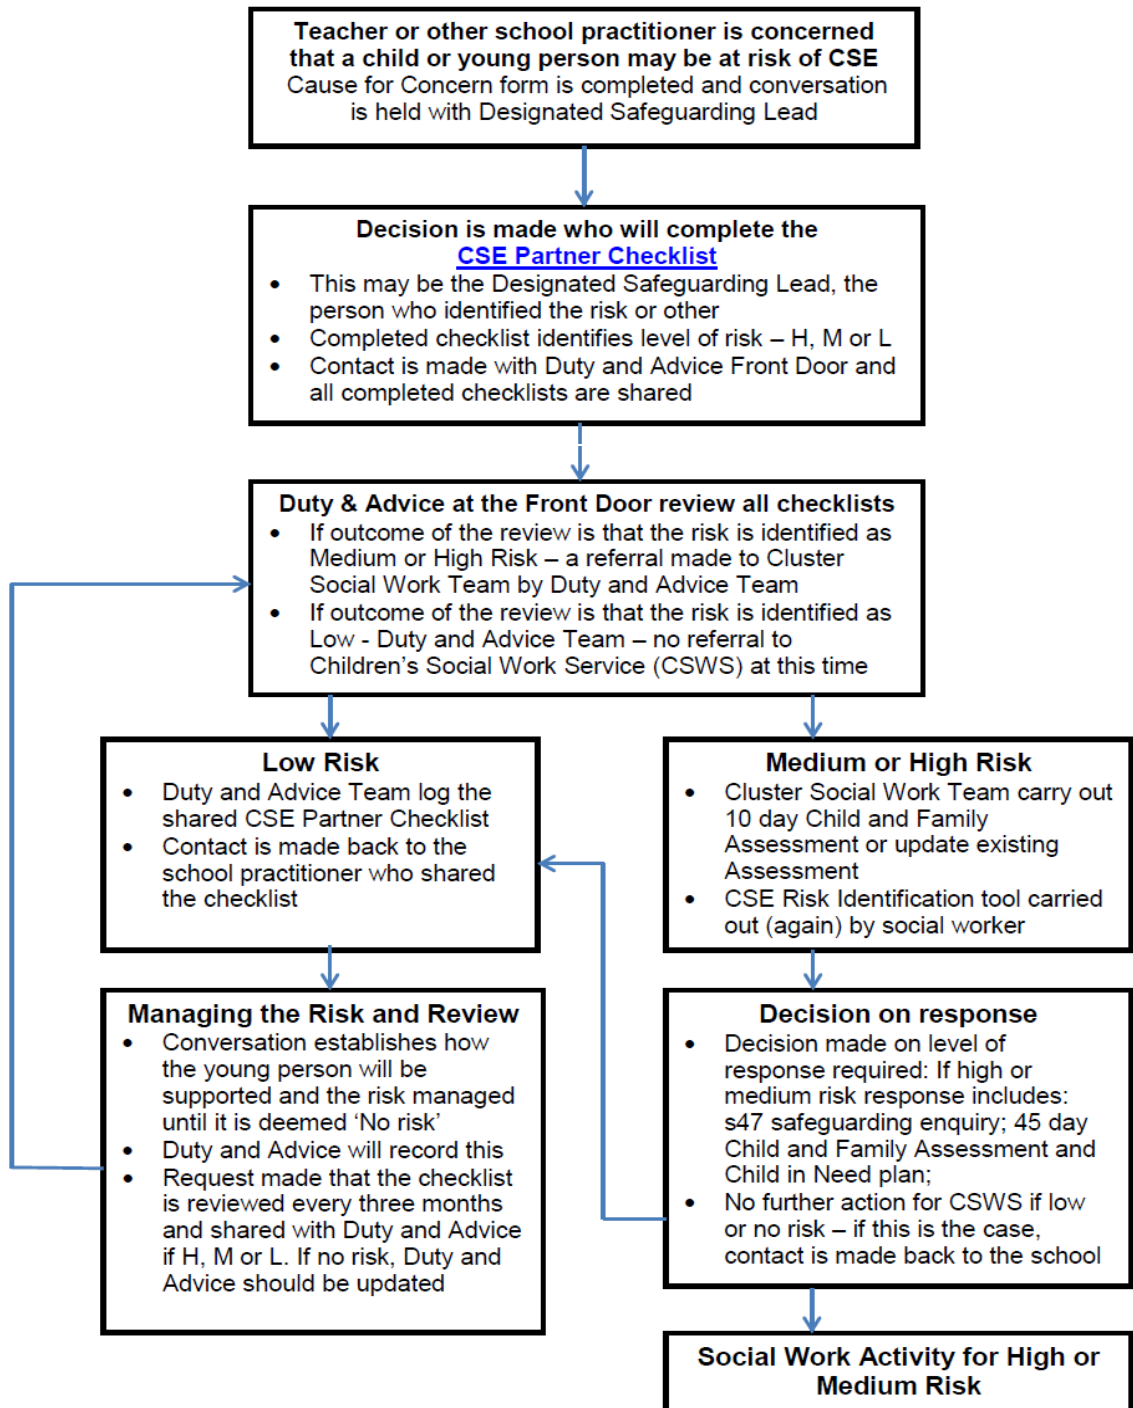 Teacher or other school practitioner is concerned
that a child or young person may be at risk of CSE
Cause for Concern form is completed and conversation
is held with Designated Safeguarding Lead
Decision is made who will complete the
CSE Partner Checklist
• This may be the Designated Safeguarding Lead, the
person who identified the risk or other
• Completed checklist identifies level of risk – H, M or L
• Contact is made with Duty and Advice Front Door and
all completed checklists are shared
Duty & Advice at the Front Door review all checklists
• If outcome of the review is that the risk is identified as
Medium or High Risk – a referral made to Cluster
Social Work Team by Duty and Advice Team
• If outcome of the review is that the risk is identified as
Low - Duty and Advice Team – no referral to
Children's Social Work Service (CSWS) at this time
Low Risk
• Duty and Advice Team log the
shared CSE Partner Checklist
• Contact is made back to the
school practitioner who shared
the checklist
Medium or High Risk
• Cluster Social Work Team carry out
10 day Child and Family
Assessment or update existing
Assessment
• CSE Risk Identification tool carried
out (again) by social worker
Managing the Risk and Review
• Conversation establishes how
the young person will be
supported and the risk managed
until it is deemed 'No risk'
• Duty and Advice will record this
• Request made that the checklist
is reviewed every three months
and shared with Duty and Advice
if H, M or L. If no risk, Duty and
Advice should be updated
Decision on response
• Decision made on level of
response required: If high or
medium risk response includes:
s47 safeguarding enquiry; 45 day
Child and Family Assessment and
Child in Need plan;
• No further action for CSWS if low
or no risk – if this is the case,
contact is made back to the school
Social Work Activity for High or
Medium Risk